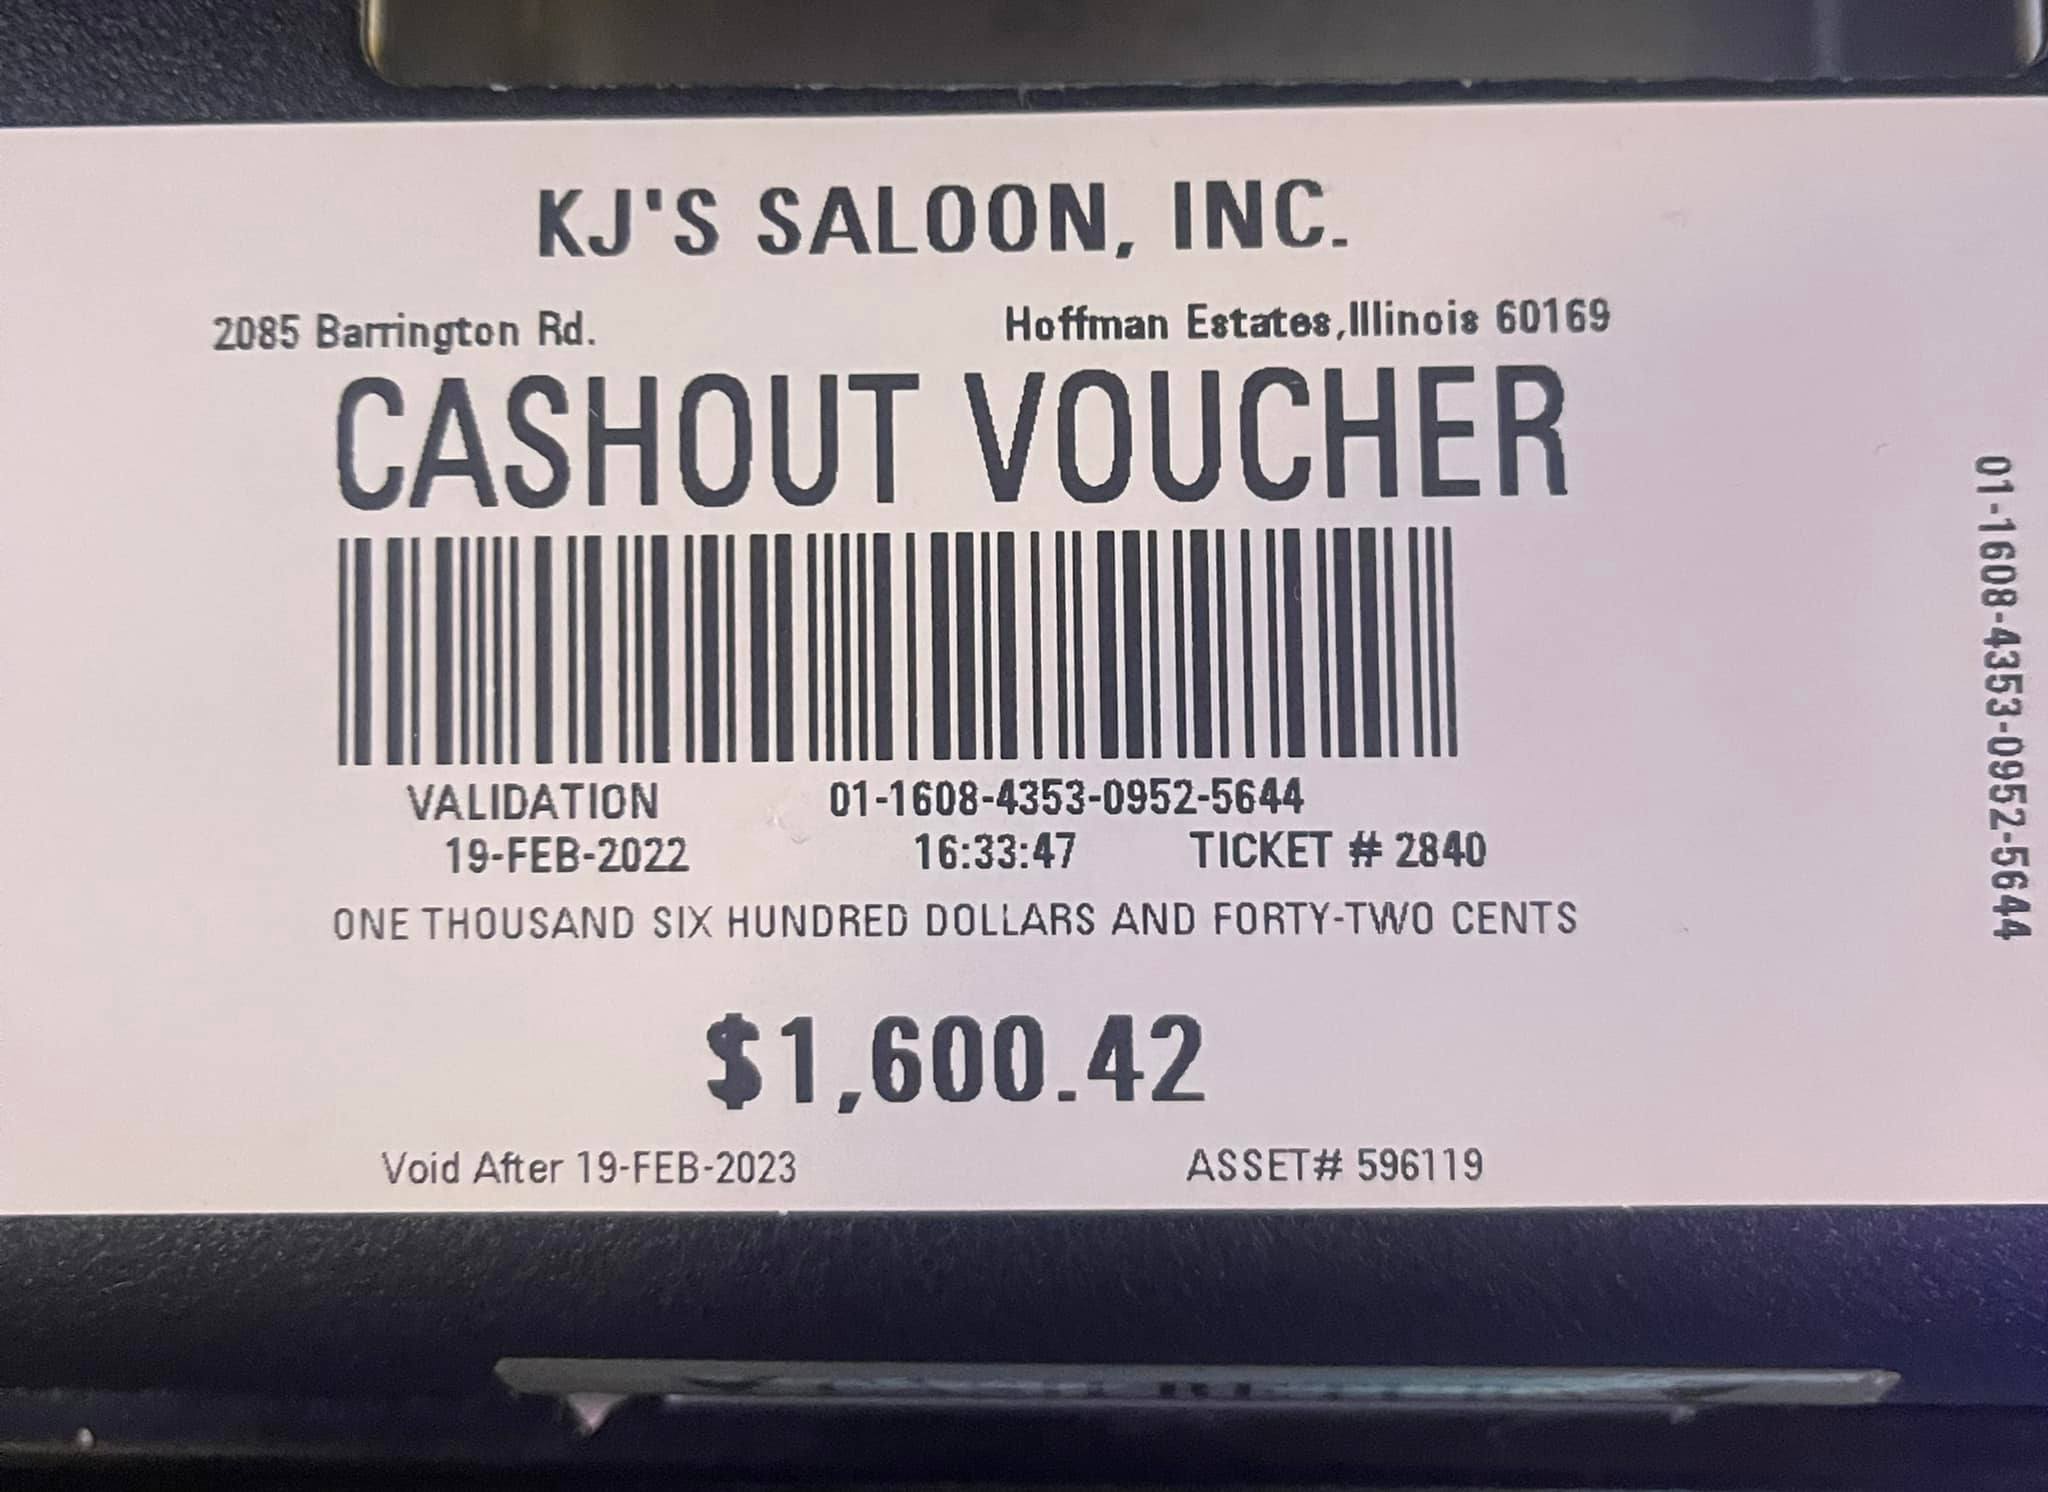 KJ'S SALOON, INC.
2085 Barrington Rd. Hoffman Estates,Illinois 60169
CASHOUT VOUCHER
VALIDATION 01-1608-4353-0952-5644
19-FEB-2022 16:33:47 TICKET # 2840
ONE THOUSAND SIX HUNDRED DOLLARS AND FORTY-TWO CENTS
$1,600.42
Void After 19-FEB-2023 ASSET# 596119
01-1608-4353-0952-5644